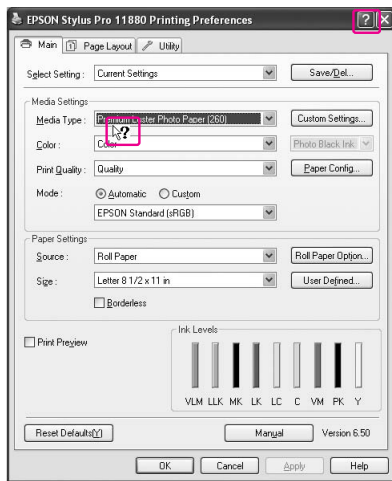 EPSON Stylus Pro 11880 Printing Preferences ? X
Main Page Layout Utility
Select Setting : Current Settings Save/Del...
Media Settings
Media Type : Premium Luster Photo Paper (260) Custom Settings...
?
Color : Color Photo Black Ink
Print Quality : Quality Paper Config...
Mode : Automatic Custom
EPSON Standard (sRGB)
Paper Settings
Source : Roll Paper Roll Paper Option...
Size : Letter 8 1/2 x 11 in User Defined...
Borderless
Print Preview
Ink Levels
VLM LLK MK LK LC C VM PK Y
Reset Defaults(Y) Manual Version 6.50
OK Cancel Apply Help